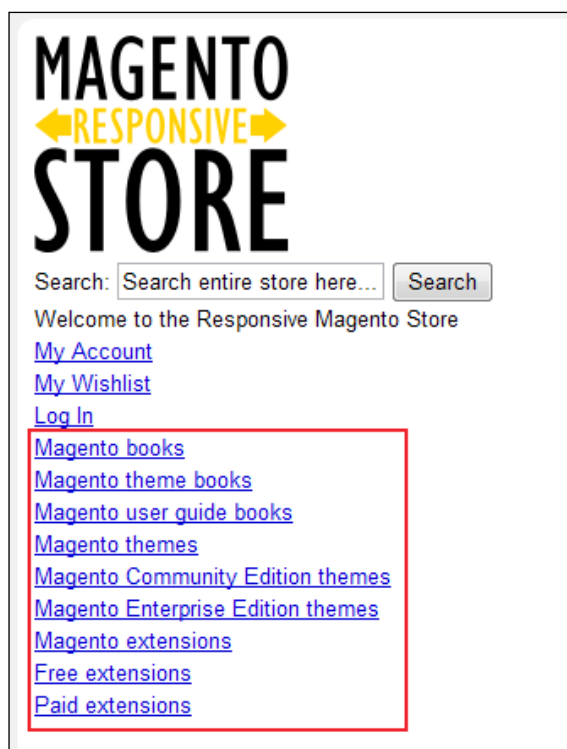 MAGENTO
RESPONSIVE
STORE
Search: Search entire store here... Search
Welcome to the Responsive Magento Store
My Account
My Wishlist
Log In
Magento books
Magento theme books
Magento user guide books
Magento themes
Magento Community Edition themes
Magento Enterprise Edition themes
Magento extensions
Free extensions
Paid extensions